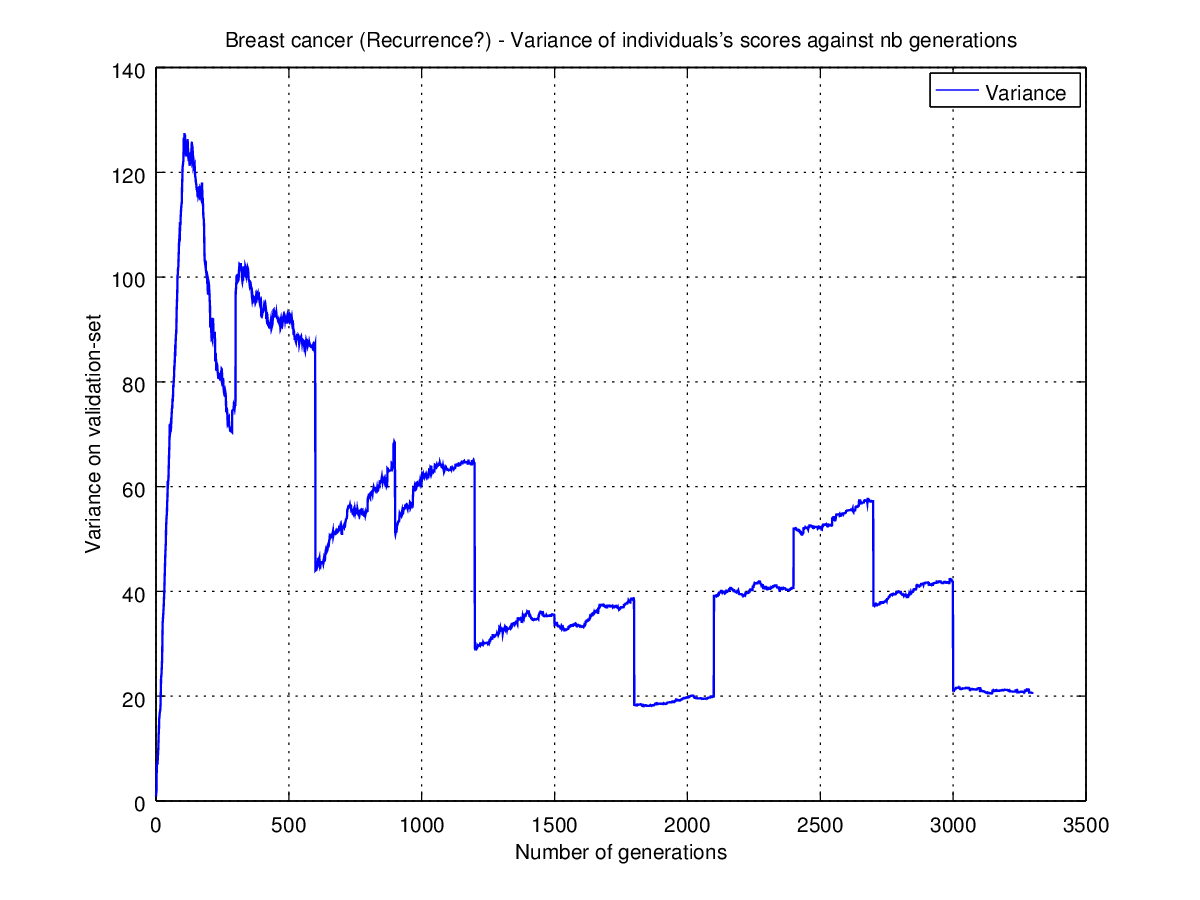 Breast cancer (Recurrence?) - Variance of individuals's scores against nb generations
Variance
Variance on validation-set
140
120
100
80
60
40
20
0
0 500 1000 1500 2000 2500 3000 3500
Number of generations